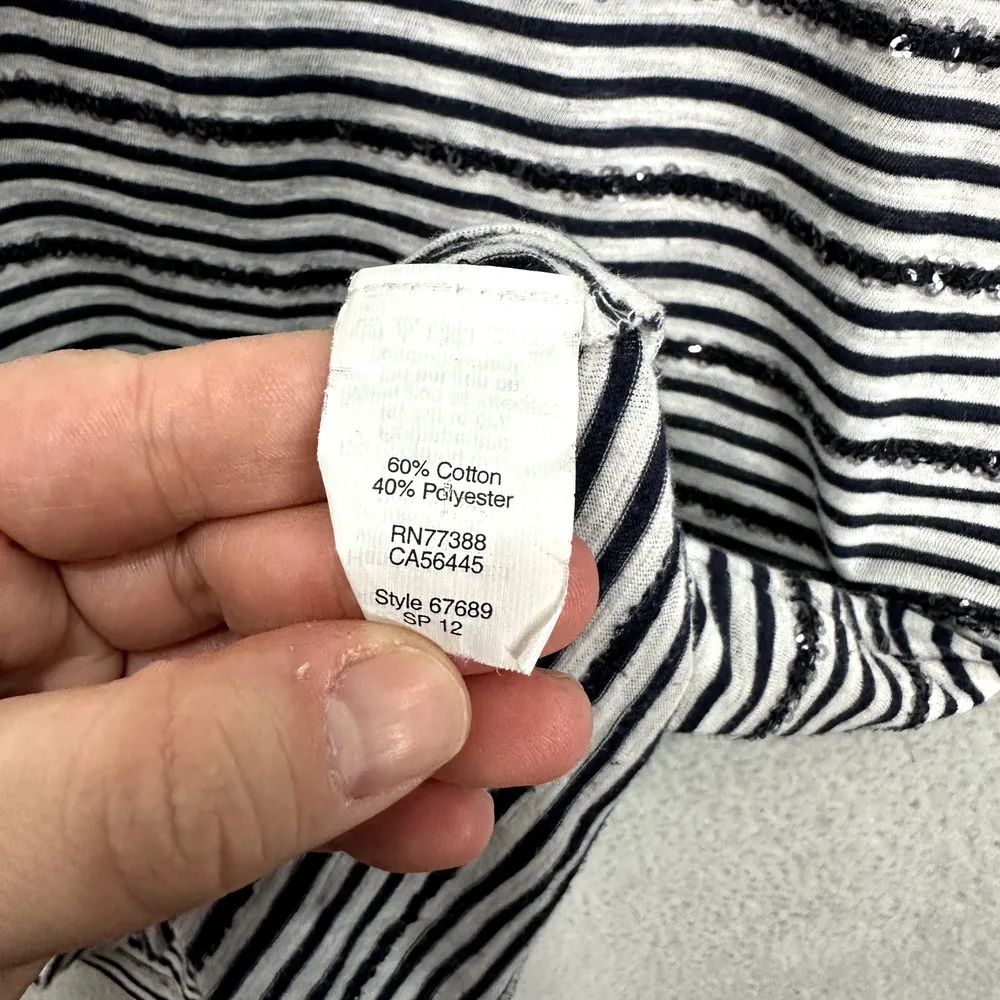 60% Cotton
40% Polyester
RN77388
CA56445
Style 67689
SP 12